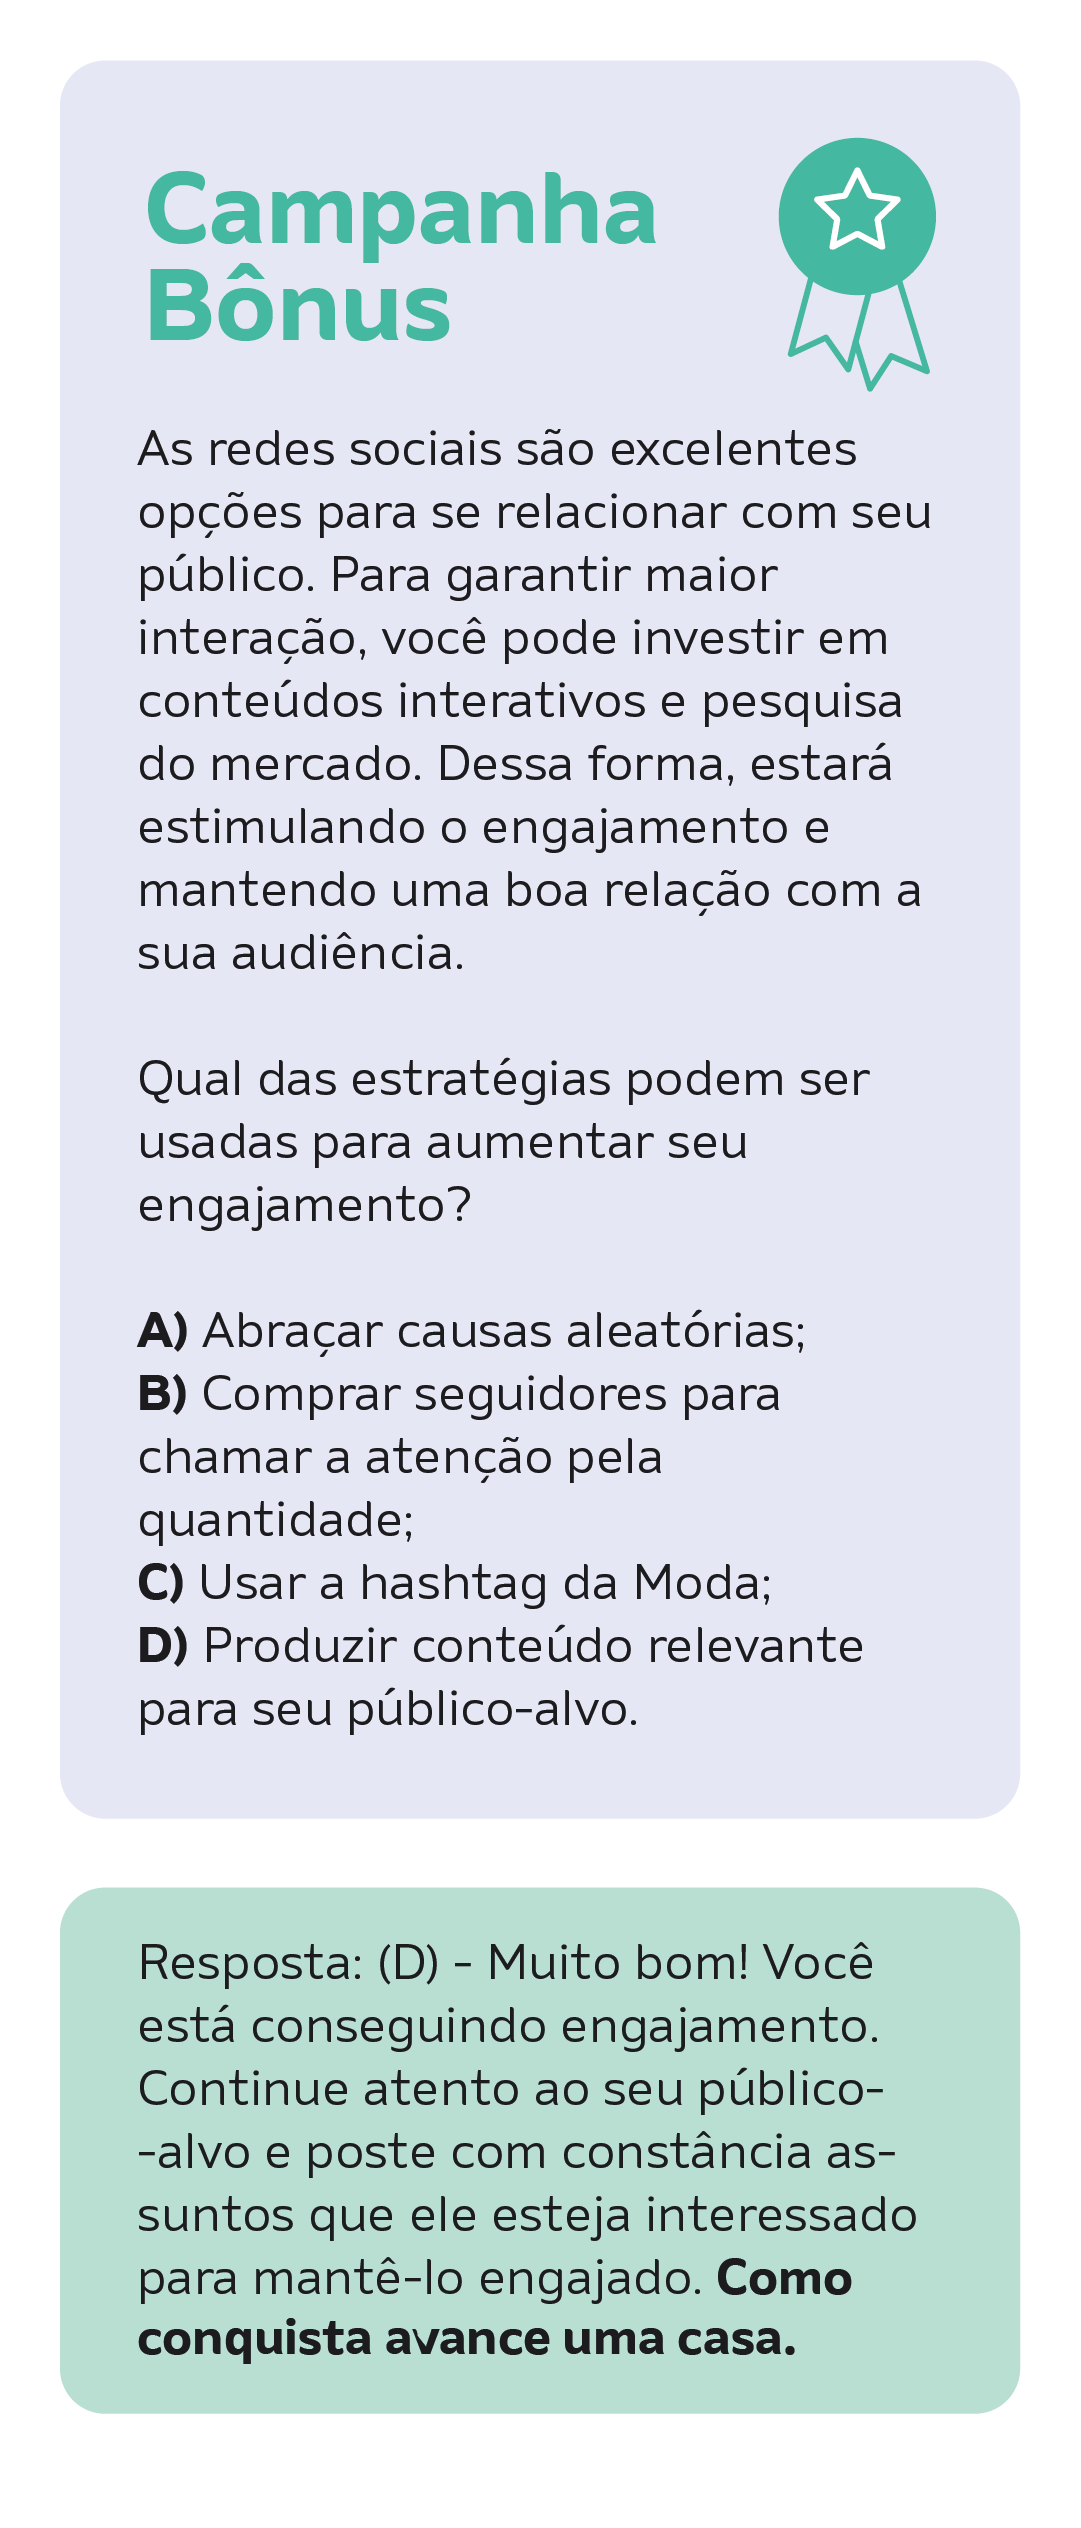 Campanha
Bônus
As redes sociais são excelentes
opções para se relacionar com seu
público. Para garantir maior
interação, você pode investir em
conteúdos interativos e pesquisa
do mercado. Dessa forma, estará
estimulando o engajamento e
mantendo uma boa relação com a
sua audiência.
Qual das estratégias podem ser
usadas para aumentar seu
engajamento?
A) Abraçar causas aleatórias;
B) Comprar seguidores para
chamar a atenção pela
quantidade;
C) Usar a hashtag da Moda;
D) Produzir conteúdo relevante
para seu público-alvo.
Resposta: (D) - Muito bom! Você
está conseguindo engajamento.
Continue atento ao seu público-
-alvo e poste com constância as-
suntos que ele esteja interessado
para mantê-lo engajado. Como
conquista avance uma casa.